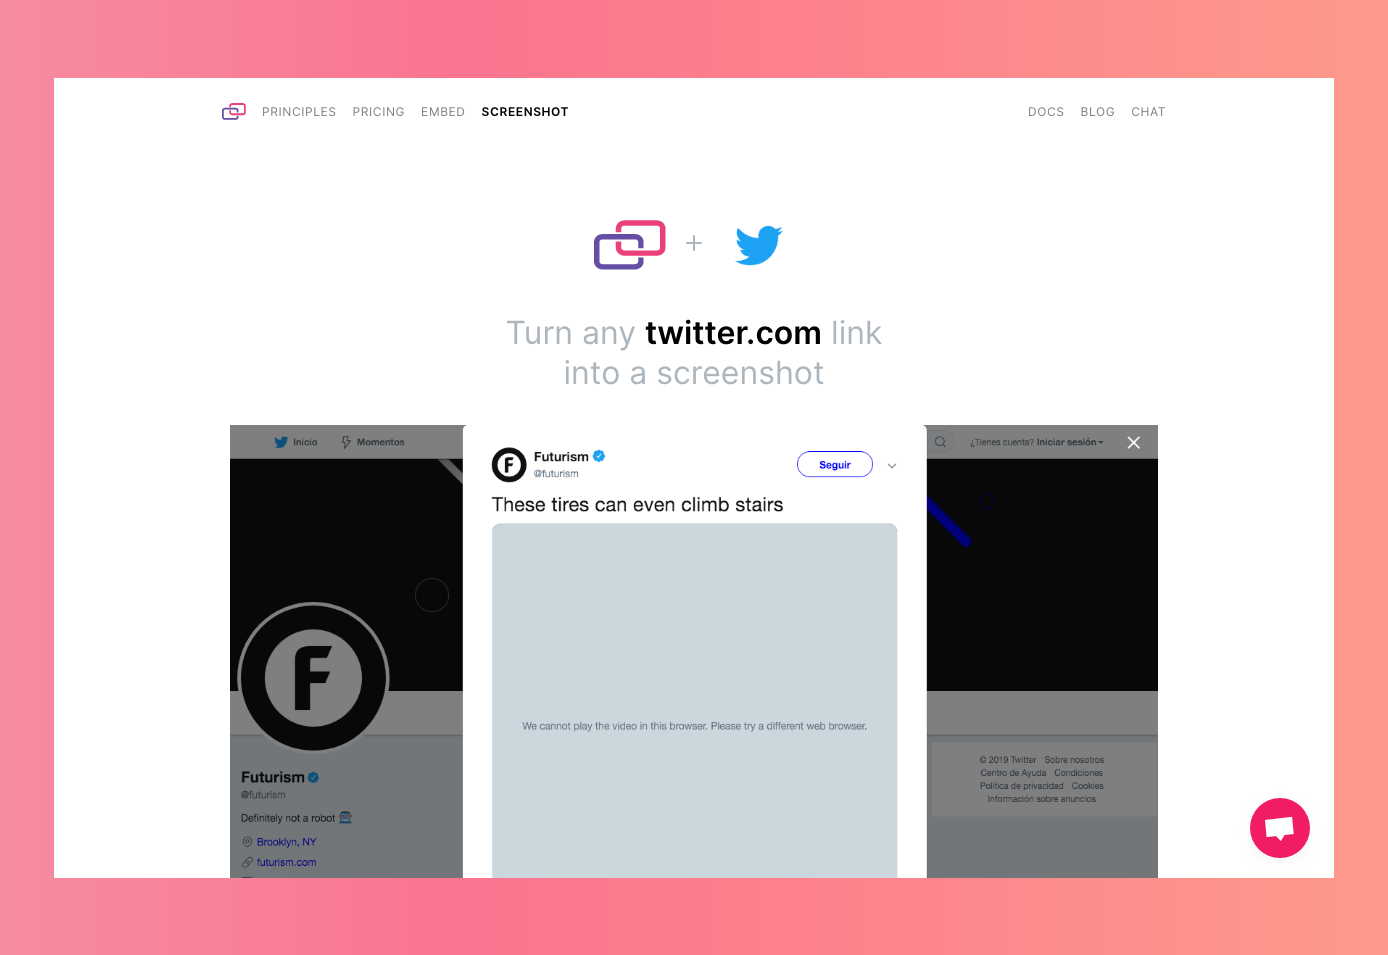 PRINCIPLES PRICING EMBED SCREENSHOT DOCS BLOG CHAT
Turn any twitter.com link
into a screenshot
Inicio Momentos
¿Tienes cuenta? Iniciar sesión
Futurism
@futurism
Seguir
These tires can even climb stairs
We cannot play the video in this browser. Please try a different web browser.
F
Futurism
@futurism
Definitely not a robot
Brooklyn, NY
futurism.com
© 2019 Twitter Sobre nosotros
Centro de Ayuda Condiciones
Política de privacidad Cookies
Información sobre anuncios